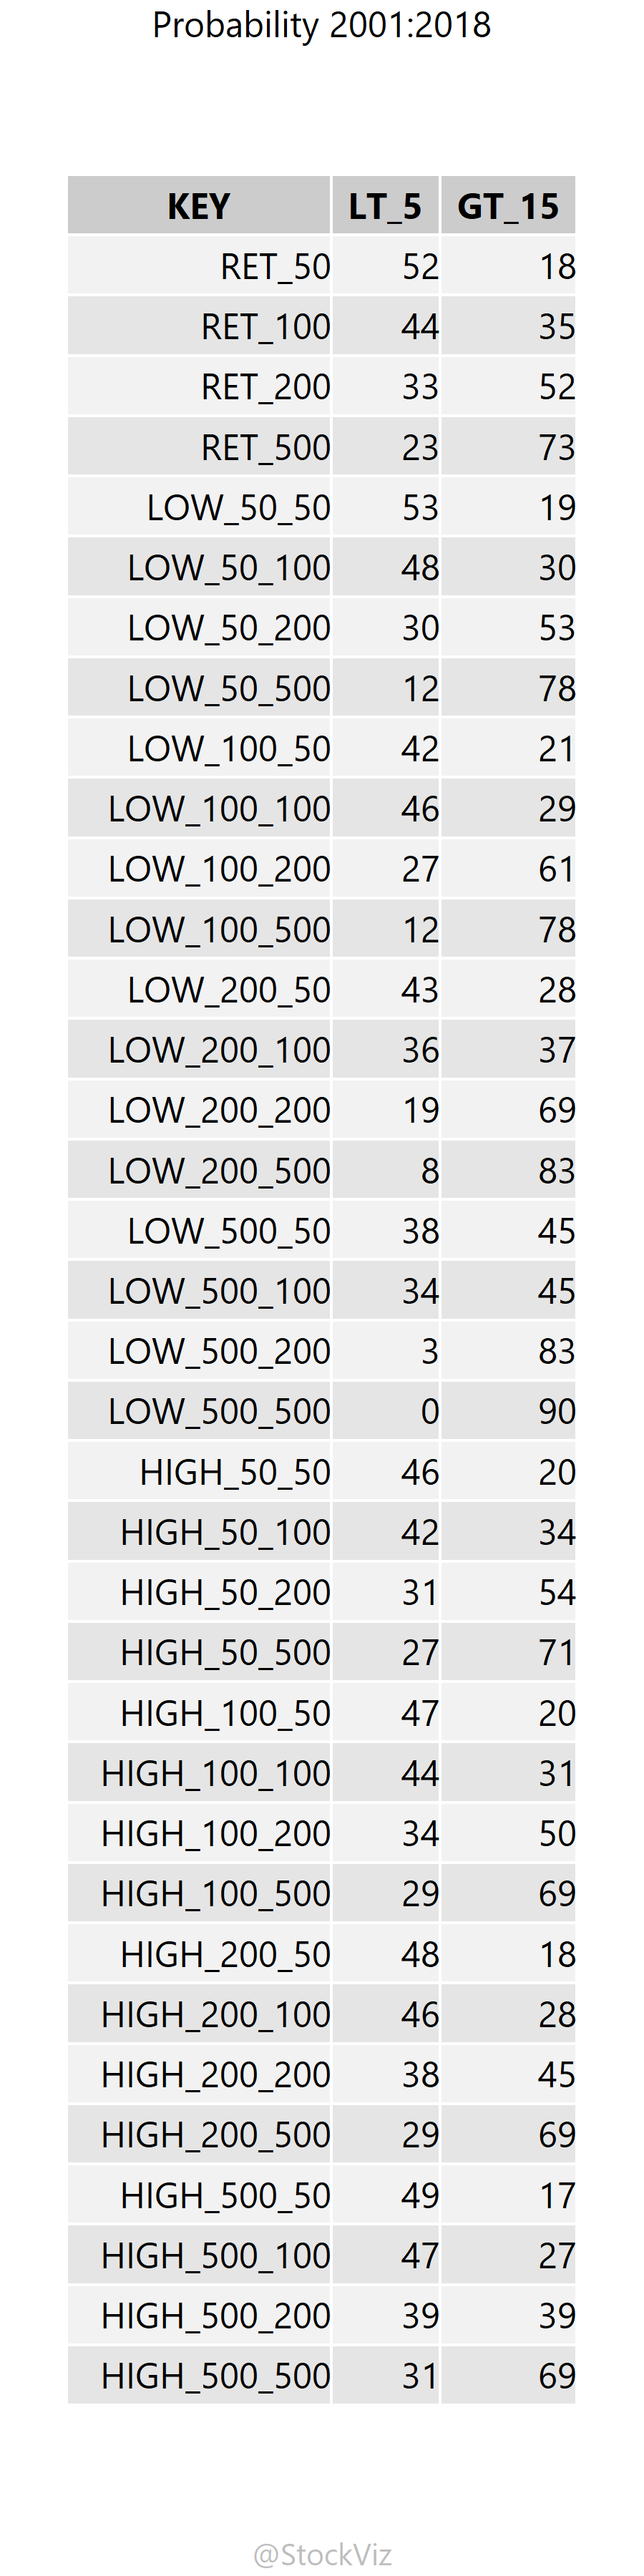 Probability 2001:2018
KEY LT_5 GT_15
RET_50 52 18
RET_100 44 35
RET_200 33 52
RET_500 23 73
LOW_50_50 53 19
LOW_50_100 48 30
LOW_50_200 30 53
LOW_50_500 12 78
LOW_100_50 42 21
LOW_100_100 46 29
LOW_100_200 27 61
LOW_100_500 12 78
LOW_200_50 43 28
LOW_200_100 36 37
LOW_200_200 19 69
LOW_200_500 8 83
LOW_500_50 38 45
LOW_500_100 34 45
LOW_500_200 3 83
LOW_500_500 0 90
HIGH_50_50 46 20
HIGH_50_100 42 34
HIGH_50_200 31 54
HIGH_50_500 27 71
HIGH_100_50 47 20
HIGH_100_100 44 31
HIGH_100_200 34 50
HIGH_100_500 29 69
HIGH_200_50 48 18
HIGH_200_100 46 28
HIGH_200_200 38 45
HIGH_200_500 29 69
HIGH_500_50 49 17
HIGH_500_100 47 27
HIGH_500_200 39 39
HIGH_500_500 31 69
@StockViz